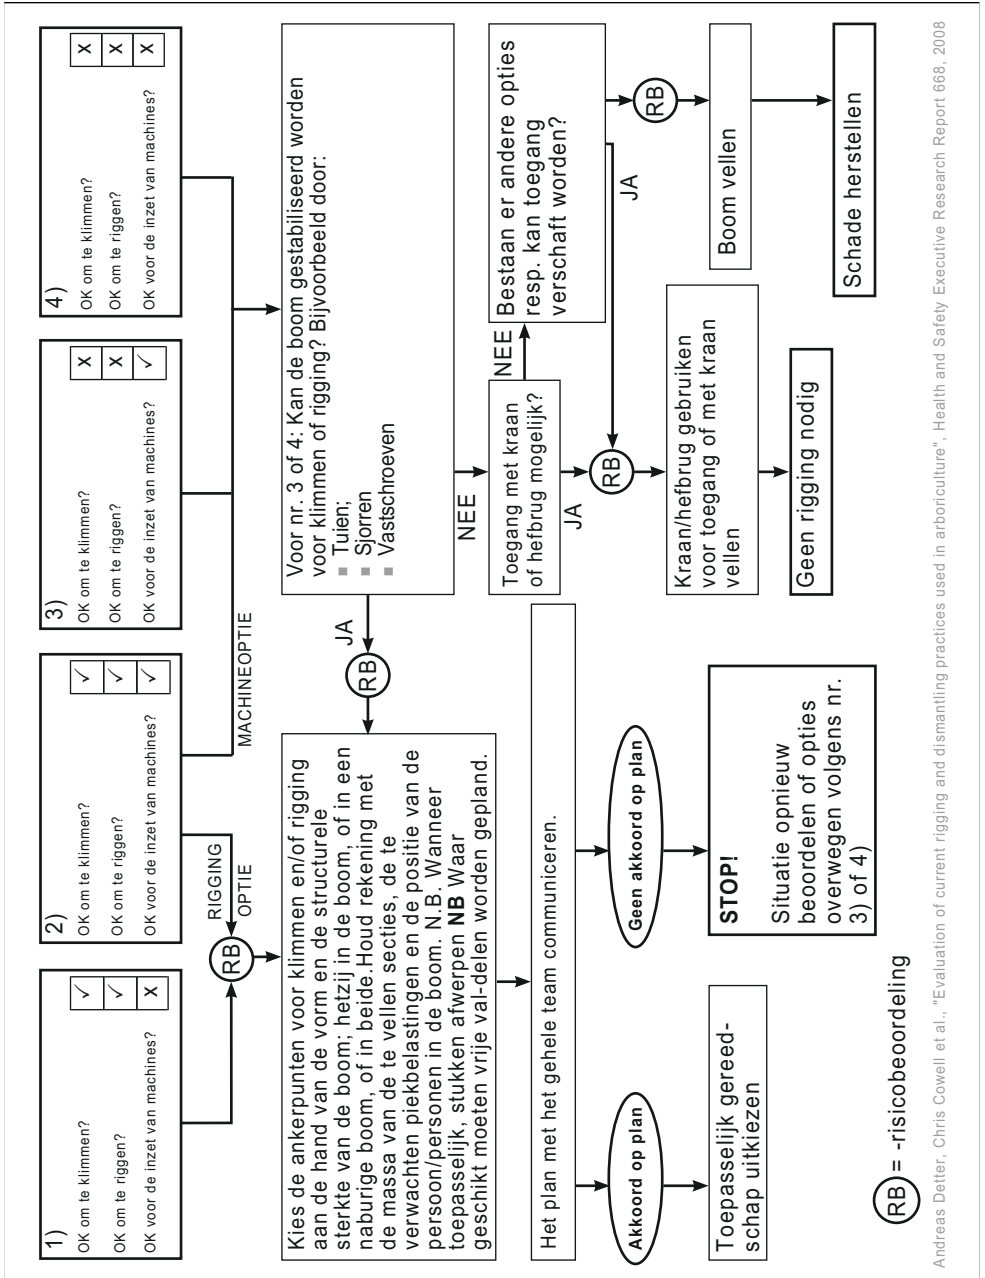 1)
OK om te klimmen?
✓
OK om te riggen?
✓
OK voor de inzet van machines?
X
2)
OK om te klimmen?
✓
OK om te riggen?
✓
OK voor de inzet van machines?
✓
3)
OK om te klimmen?
X
OK om te riggen?
X
OK voor de inzet van machines?
✓
4)
OK om te klimmen?
X
OK om te riggen?
X
OK voor de inzet van machines?
X
RIGGING
OPTIE
MACHINEOPTIE
RB
Kies de ankerpunten voor klimmen en/of rigging
aan de hand van de vorm en de structurele
sterkte van de boom; hetzij in de boom, of in een
naburige boom, of in beide.Houd rekening met
de massa van de te vellen secties, de te
verwachten piekbelastingen en de positie van de
persoon/personen in de boom. N.B. Wanneer
toepasselijk, stukken afwerpen NB Waar
geschikt moeten vrije val-delen worden gepland.
RB
JA
Voor nr. 3 of 4: Kan de boom gestabiliseerd worden
voor klimmen of rigging? Bijvoorbeeld door:
■ Tuien;
■ Sjorren
■ Vastschroeven
NEE
Toegang met kraan
of hefbrug mogelijk?
NEE
Bestaan er andere opties
resp. kan toegang
verschaft worden?
JA
RB
JA
RB
Kraan/hefbrug gebruiken
voor toegang of met kraan
vellen
Boom vellen
Geen rigging nodig
Schade herstellen
Het plan met het gehele team communiceren.
Akkoord op plan
Geen akkoord op plan
Toepasselijk gereed-
schap uitkiezen
STOP!
Situatie opnieuw
beoordelen of opties
overwegen volgens nr.
3) of 4)
RB = -risicobeoordeling
Andreas Detter, Chris Cowell et al., "Evaluation of current rigging and dismantling practices used in arboriculture", Health and Safety Executive Research Report 668, 2008